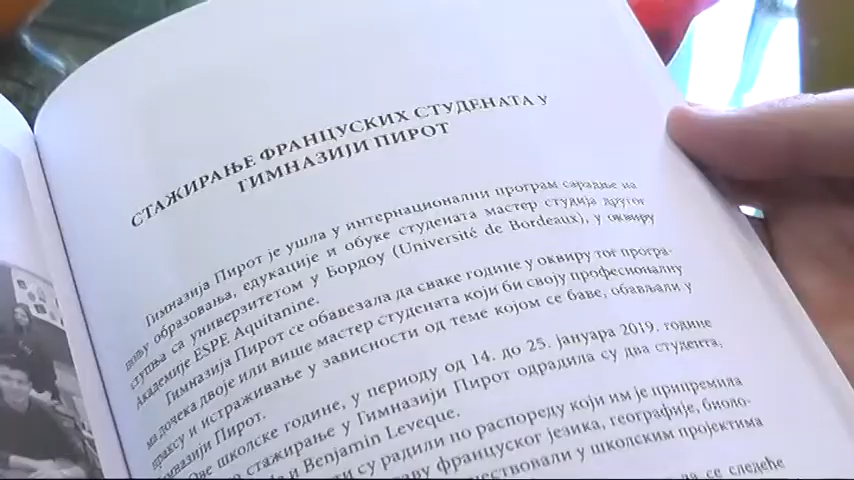 СТАЖИРАЊЕ ФРАНЦУСКИХ СТУДЕНАТА У
ГИМНАЗИЈИ ПИРОТ
Гимназија Пирот је ушла у интернационални програм сарадње на
пољу образовања, едукације и обуке студената мастер студија другог
ступња са универзитетом у Бордоу (Université de Bordeaux), у оквиру
Академије ESPE Aquitanine.
Гимназија Пирот се обавезала да сваке године у оквиру тог програ-
ма дочека двоје или више мастер студената који би своју професионалну
праксу и истраживање у зависности од теме којом се баве, обављали у
Гимназији Пирот.
Ове школске године, у периоду од 14. до 25. јануара 2019. године
стажирање у Гимназији Пирот одрадила су два студента,
и Benjamin Leveque.
су радили по распореду који им је припремила
француског језика, географије, биоло-
у школским пројектима
да се следеће